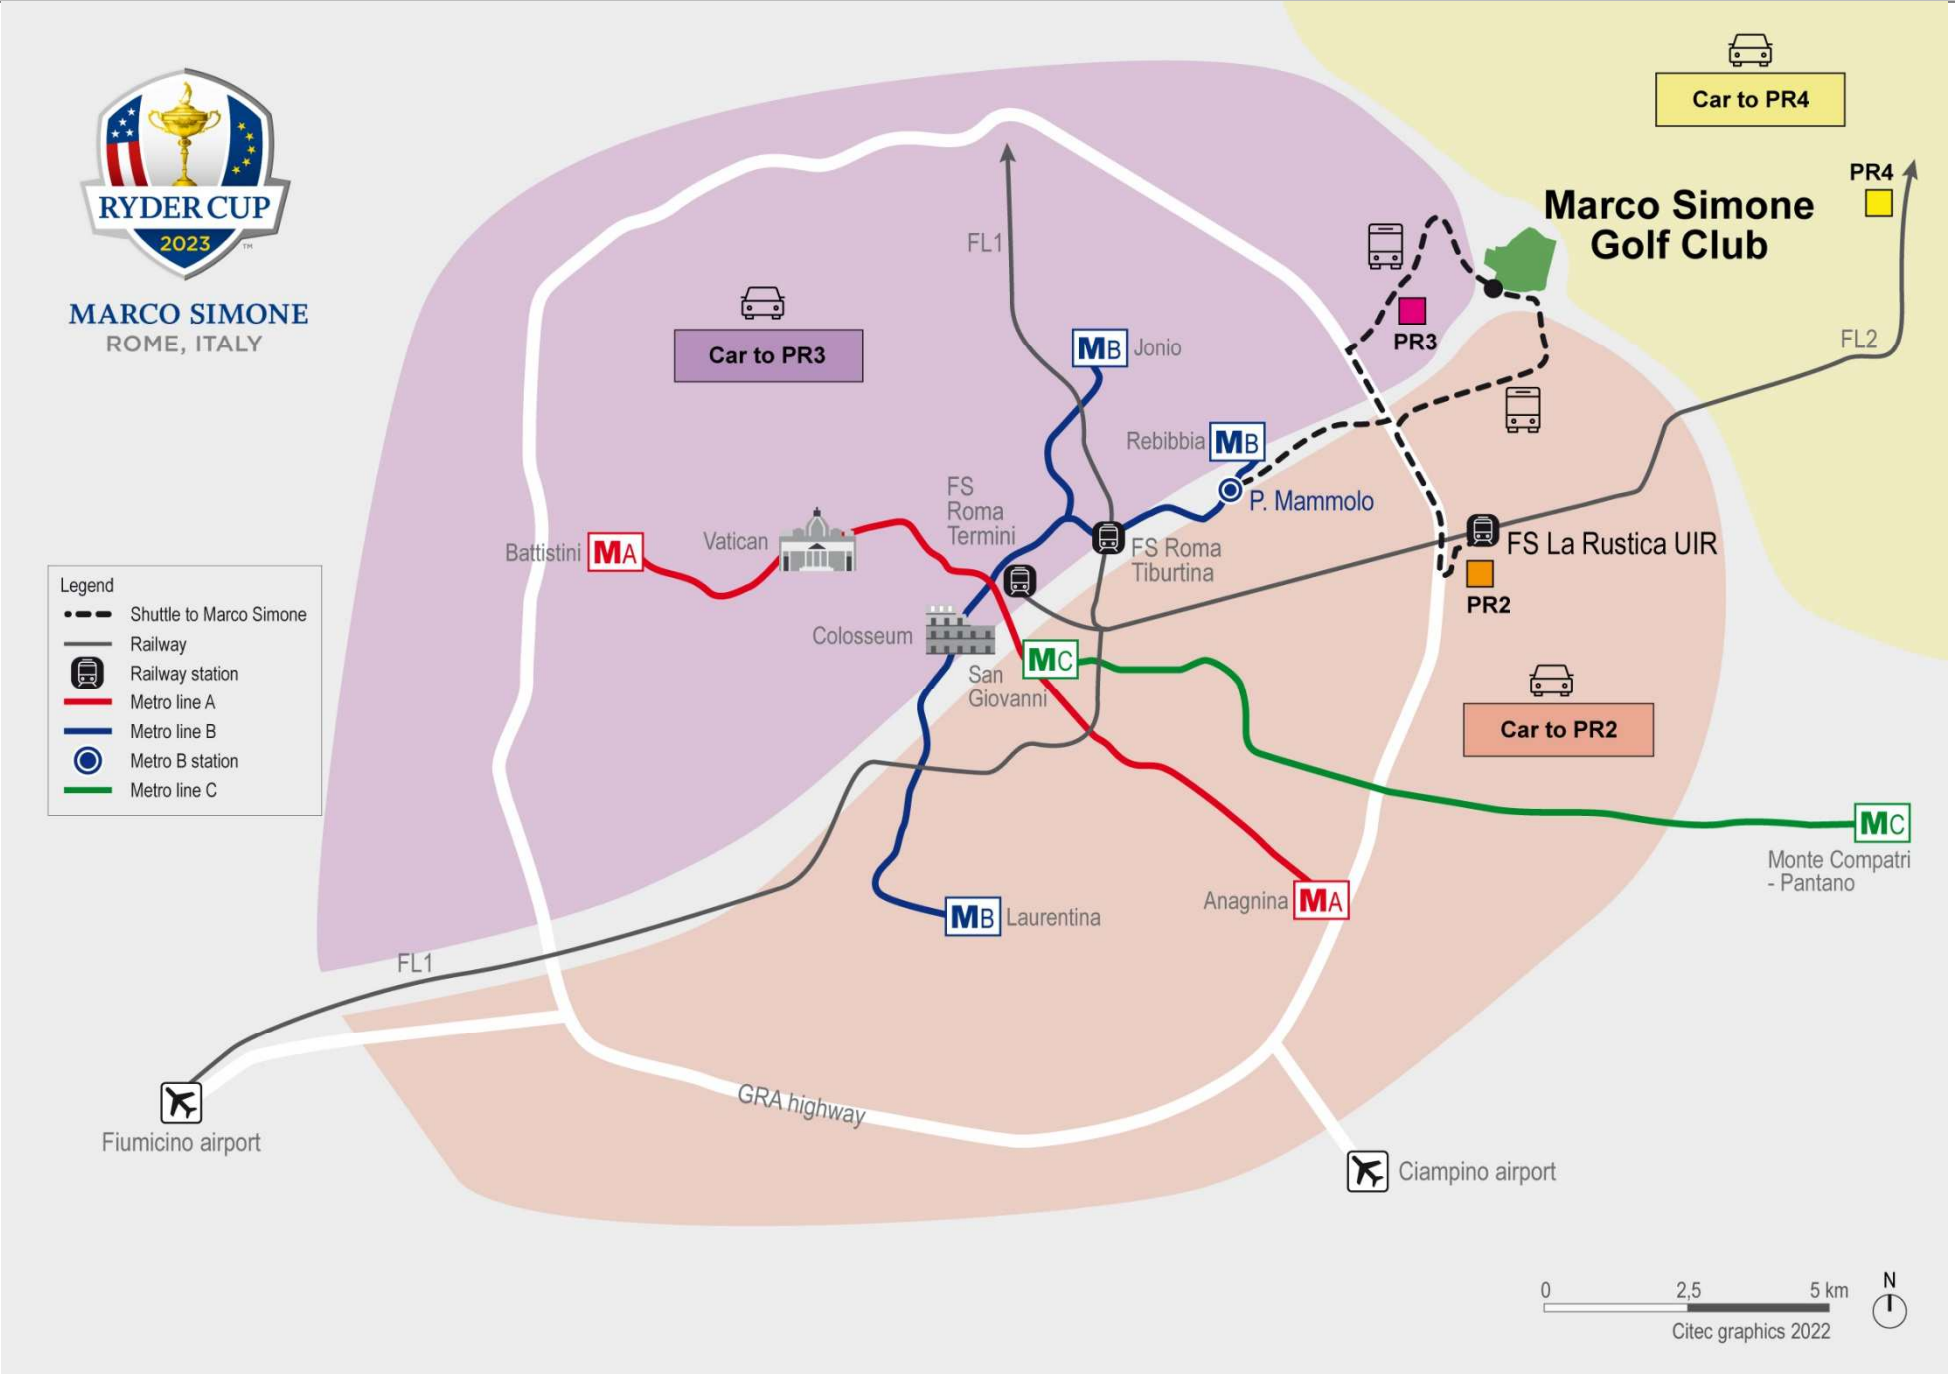 Car to PR4
PR4
Marco Simone
Golf Club
RYDER CUP
2023
TM
MARCO SIMONE
ROME, ITALY
FL1
Car to PR3
PR3
FL2
MB Jonio
Rebibbia MB
P. Mammolo
FS
Roma
Termini
Vatican
Battistini MA
FS Roma
Tiburtina
FS La Rustica UIR
PR2
Colosseum
MC
San
Giovanni
Car to PR2
Legend
Shuttle to Marco Simone
Railway
Railway station
Metro line A
Metro line B
Metro B station
Metro line C
MC
Monte Compatri
- Pantano
Anagnina MA
MB Laurentina
FL1
GRA highway
Fiumicino airport
Ciampino airport
0 2,5 5 km
N
Citec graphics 2022